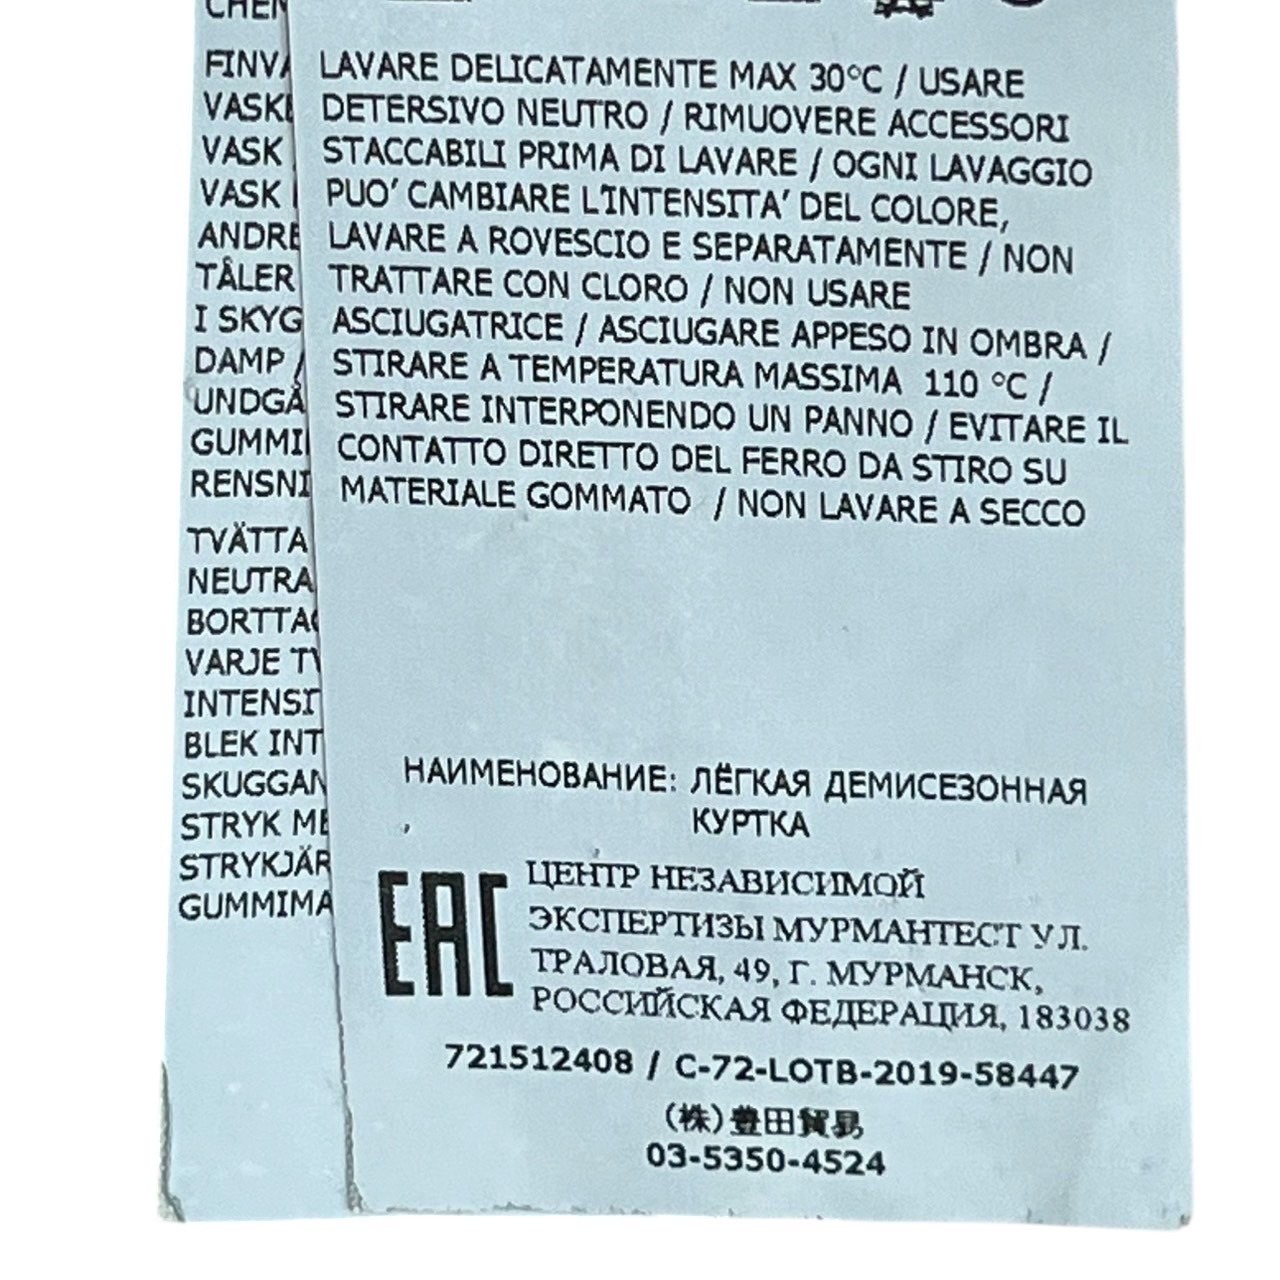 FINVA
VASKE
VASK
VASK
ANDRE
TÅLER
I SKYG
DAMP /
UNDGÅ
GUMMI
RENSNI
TVÄTTA
NEUTRA
BORTTAG
VARJE TV
INTENSI
BLEK INT
SKUGGAN
STRYK ME
STRYKJÄR
GUMMIMA
LAVARE DELICATAMENTE MAX 30°C / USARE
DETERSIVO NEUTRO / RIMUOVERE ACCESSORI
STACCABILI PRIMA DI LAVARE / OGNI LAVAGGIO
PUO' CAMBIARE L'INTENSITA' DEL COLORE,
LAVARE A ROVESCIO E SEPARATAMENTE / NON
TRATTARE CON CLORO / NON USARE
ASCIUGATRICE / ASCIUGARE APPESO IN OMBRA /
STIRARE A TEMPERATURA MASSIMA 110 °C /
STIRARE INTERPONENDO UN PANNO / EVITARE IL
CONTATTO DIRETTO DEL FERRO DA STIRO SU
MATERIALE GOMMATO / NON LAVARE A SECCO
НАИМЕНОВАНИЕ: ЛЁГКАЯ ДЕМИСЕЗОННАЯ
КУРТКА
EAC
ЦЕНТР НЕЗАВИСИМОЙ
ЭКСПЕРТИЗЫ МУРМАНТЕСТ УЛ.
ТРАЛОВАЯ, 49, Г. МУРМАНСК,
РОССИЙСКАЯ ФЕДЕРАЦИЯ, 183038
721512408 / C-72-LOTB-2019-58447
(株)豊田貿易
03-5350-4524